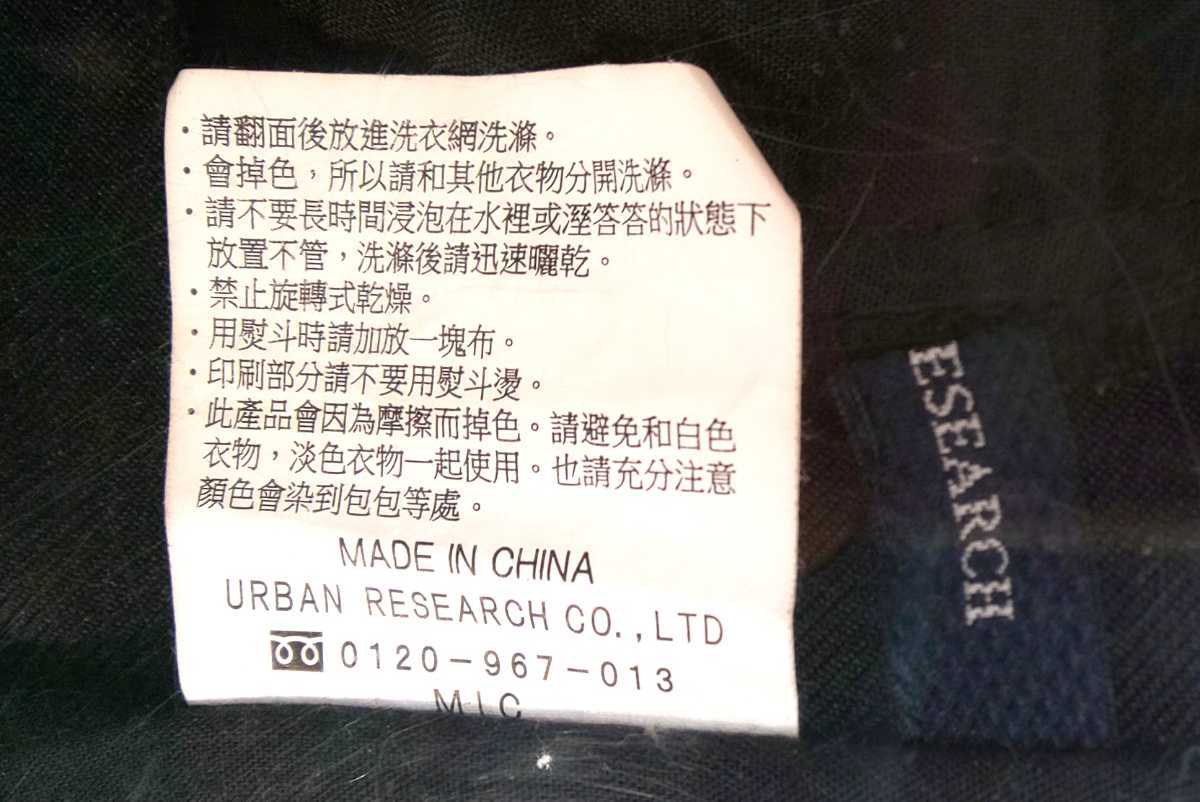 ・請翻面後放進洗衣網洗滌。
・會掉色，所以請和其他衣物分開洗滌。
・請不要長時間浸泡在水裡或溼答答的狀態下
放置不管，洗滌後請迅速曬乾。
・禁止旋轉式乾燥。
・用熨斗時請加放一塊布。
・印刷部分請不要用熨斗燙。
・此產品會因為摩擦而掉色。請避免和白色
衣物，淡色衣物一起使用。也請充分注意
顏色會染到包包等處。
MADE IN CHINA
URBAN RESEARCH CO.,LTD
0120-967-013
MIC
ESEARCH